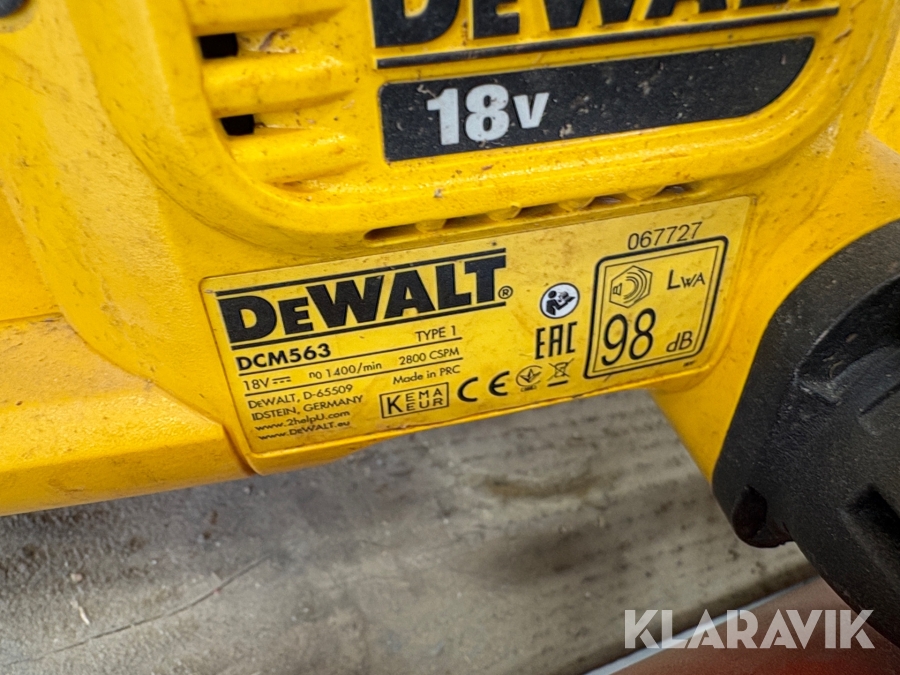 DEWALT
18V
067727
DEWALT®
DCM563
TYPE 1
18V n0 1400/min 2800 CSPM
DEWALT, D-65509
IDSTEIN, GERMANY
www.2helpU.com
www.DEWALT.eu
Made in PRC
KEMA
KEUR
CE
EAC
LWA
98 dB
KLARAVIK